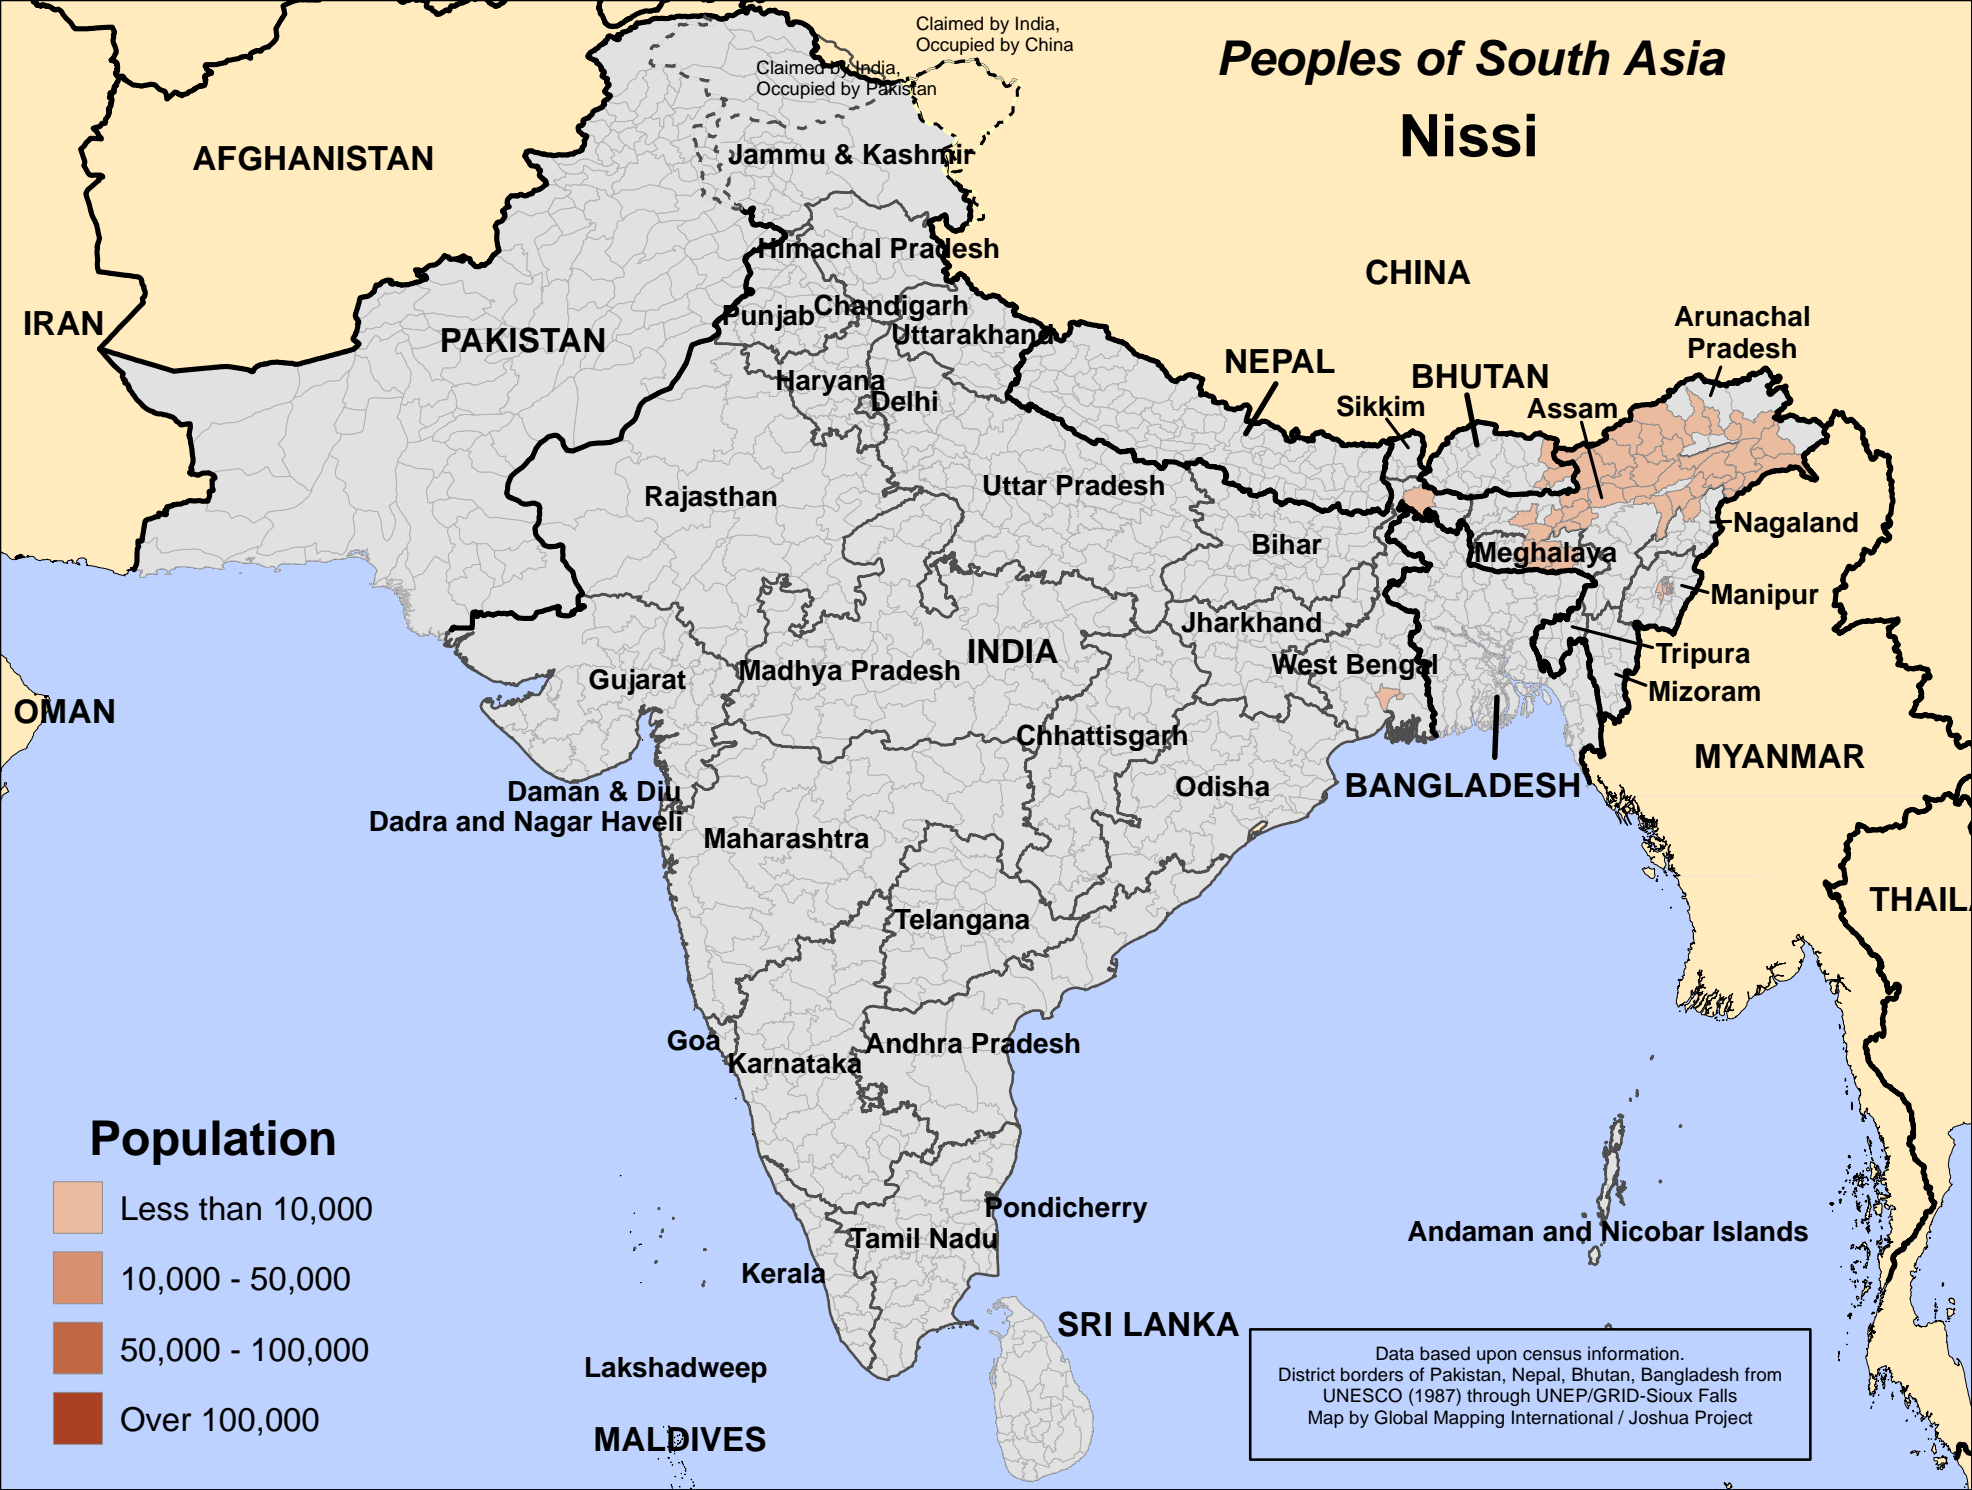 Claimed by India,
Occupied by China
Peoples of South Asia
Nissi
Claimed by India,
Occupied by Pakistan
AFGHANISTAN
Jammu & Kashmir
Himachal Pradesh
CHINA
IRAN
PAKISTAN
Punjab
Chandigarh
Uttarakhand
Arunachal
Pradesh
NEPAL
BHUTAN
Haryana
Delhi
Sikkim
Assam
Rajasthan
Uttar Pradesh
Nagaland
Bihar
Meghalaya
Manipur
Jharkhand
INDIA
Tripura
West Bengal
Madhya Pradesh
Gujarat
Mizoram
OMAN
Chhattisgarh
MYANMAR
Odisha
BANGLADESH
Daman & Diu
Dadra and Nagar Haveli
Maharashtra
Telangana
Goa
Andhra Pradesh
Karnataka
Pondicherry
Andaman and Nicobar Islands
Tamil Nadu
Kerala
SRI LANKA
Lakshadweep
MALDIVES
Population
Less than 10,000
10,000 - 50,000
50,000 - 100,000
Over 100,000
Data based upon census information.
District borders of Pakistan, Nepal, Bhutan, Bangladesh from
UNESCO (1987) through UNEP/GRID-Sioux Falls
Map by Global Mapping International / Joshua Project